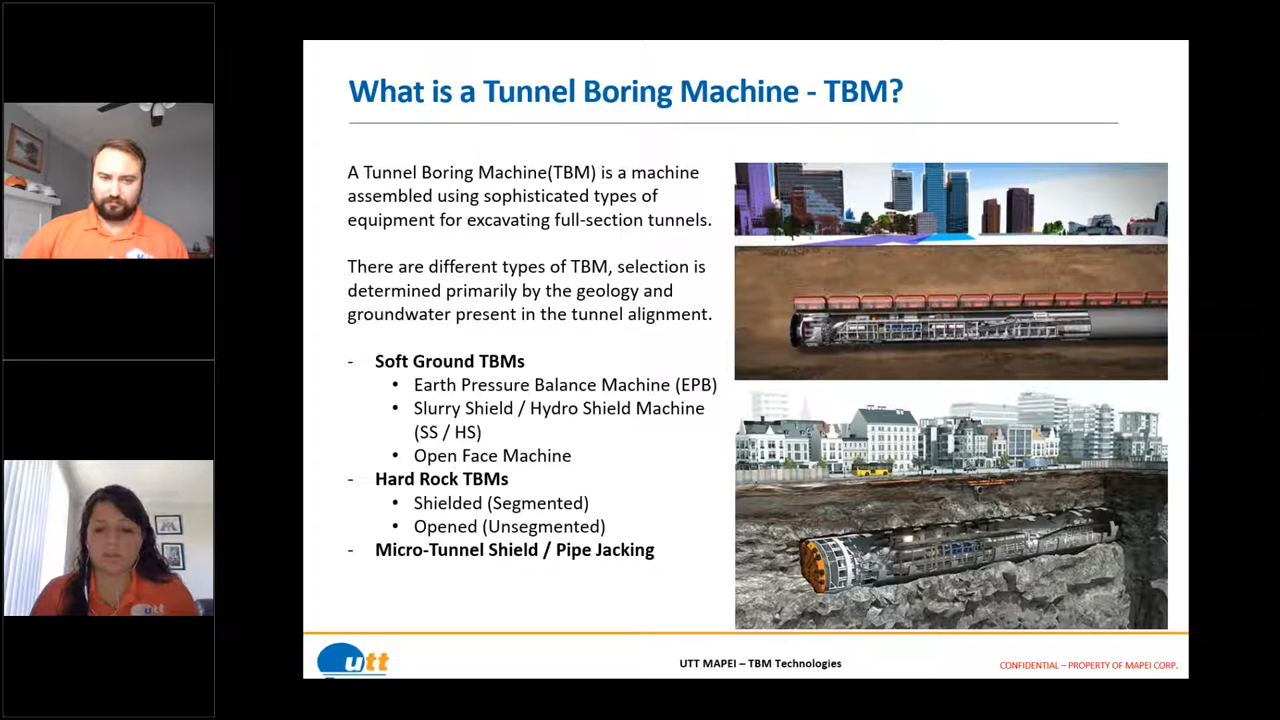 What is a Tunnel Boring Machine - TBM?
A Tunnel Boring Machine(TBM) is a machine
assembled using sophisticated types of
equipment for excavating full-section tunnels.
There are different types of TBM, selection is
determined primarily by the geology and
groundwater present in the tunnel alignment.
- Soft Ground TBMs
• Earth Pressure Balance Machine (EPB)
• Slurry Shield / Hydro Shield Machine
(SS / HS)
• Open Face Machine
- Hard Rock TBMs
• Shielded (Segmented)
• Opened (Unsegmented)
- Micro-Tunnel Shield / Pipe Jacking
utt
UTT MAPEI – TBM Technologies
CONFIDENTIAL – PROPERTY OF MAPEI CORP.
utt